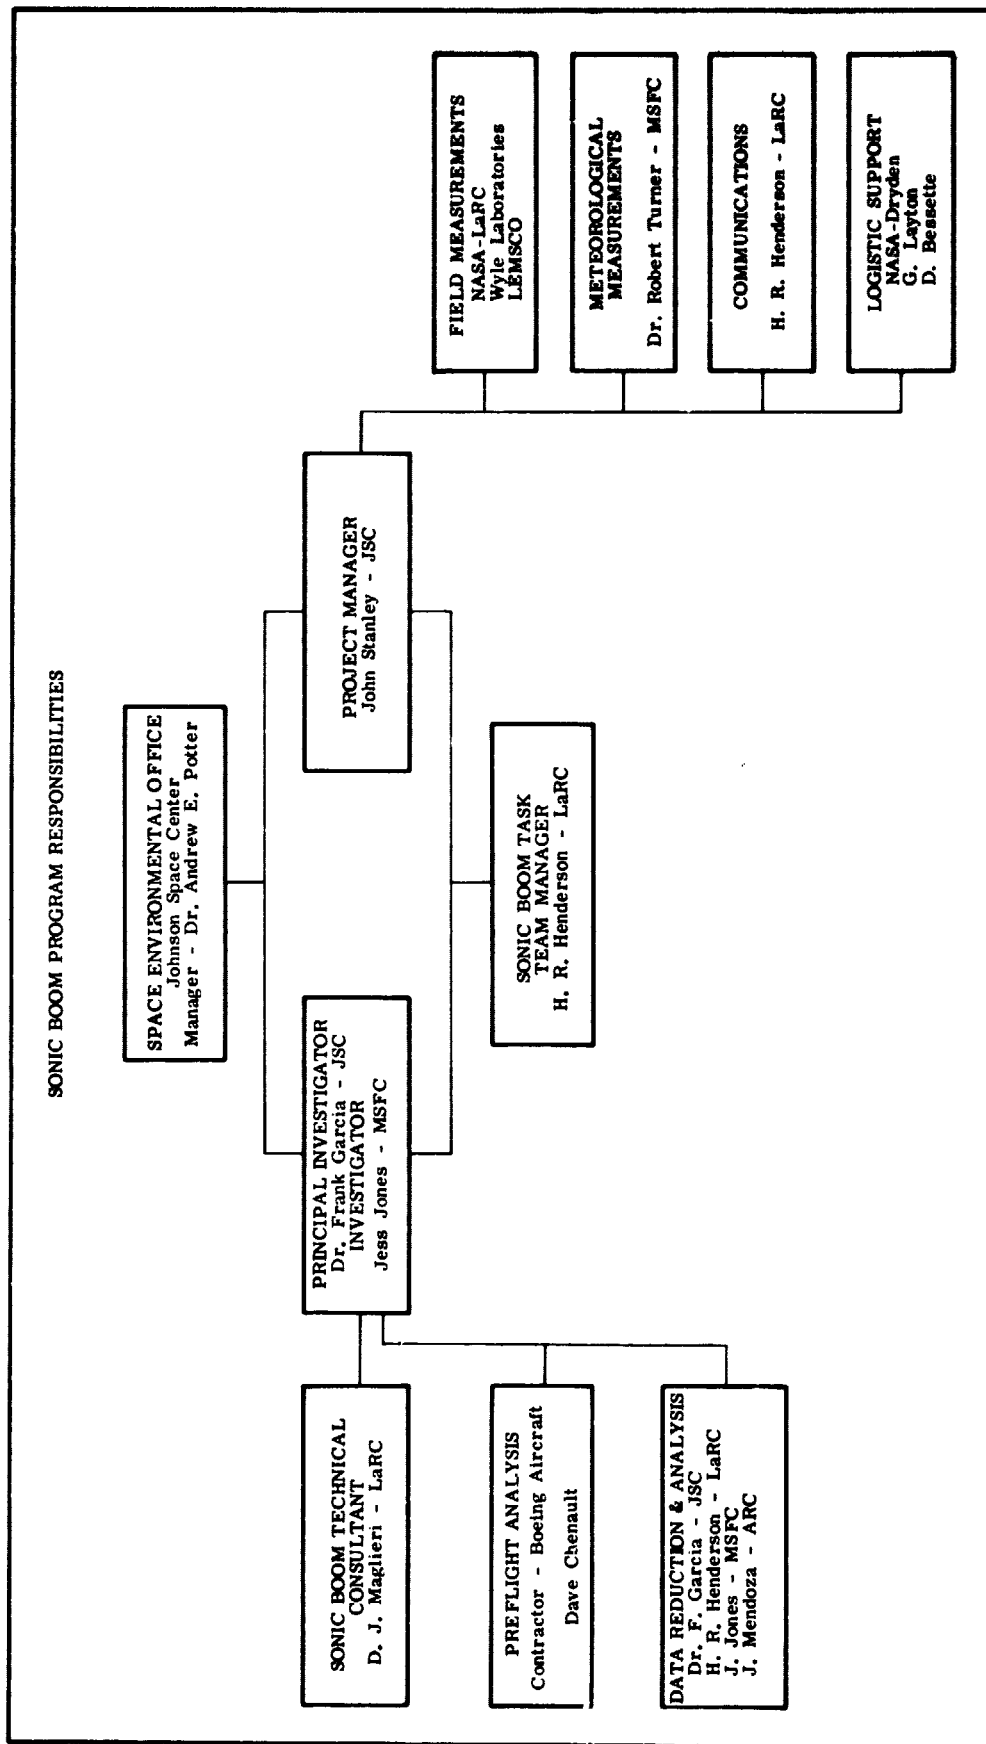 SONIC BOOM PROGRAM RESPONSIBILITIES
SPACE ENVIRONMENTAL OFFICE
Johnson Space Center
Manager - Dr. Andrew E. Potter
PRINCIPAL INVESTIGATOR
Dr. Frank Garcia - JSC
INVESTIGATOR
Jess Jones - MSFC
PROJECT MANAGER
John Stanley - JSC
SONIC BOOM TASK
TEAM MANAGER
H. R. Henderson - LaRC
SONIC BOOM TECHNICAL
CONSULTANT
D. J. Maglieri - LaRC
PREFLIGHT ANALYSIS
Contractor - Boeing Aircraft
Dave Chenault
DATA REDUCTION & ANALYSIS
Dr. F. Garcia - JSC
H. R. Henderson - LaRC
J. Jones - MSFC
J. Mendoza - ARC
FIELD MEASUREMENTS
NASA-LaRC
Wyle Laboratories
LEMSCO
METEOROLOGICAL
MEASUREMENTS
Dr. Robert Turner - MSFC
COMMUNICATIONS
H. R. Henderson - LaRC
LOGISTIC SUPPORT
NASA-Dryden
G. Layton
D. Bessette